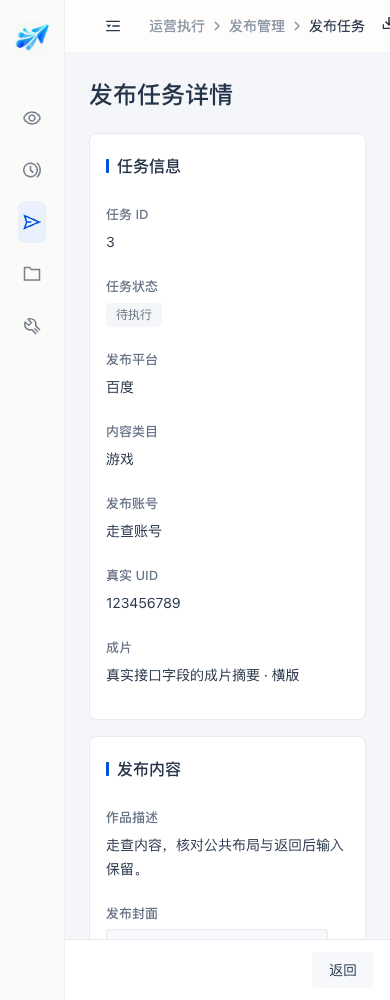 运营执行 > 发布管理 > 发布任务
发布任务详情
任务信息
任务 ID
3
任务状态
待执行
发布平台
百度
内容类目
游戏
发布账号
走查账号
真实 UID
123456789
成片
真实接口字段的成片摘要 · 横版
发布内容
作品描述
走查内容，核对公共布局与返回后输入
保留。
发布封面
返回